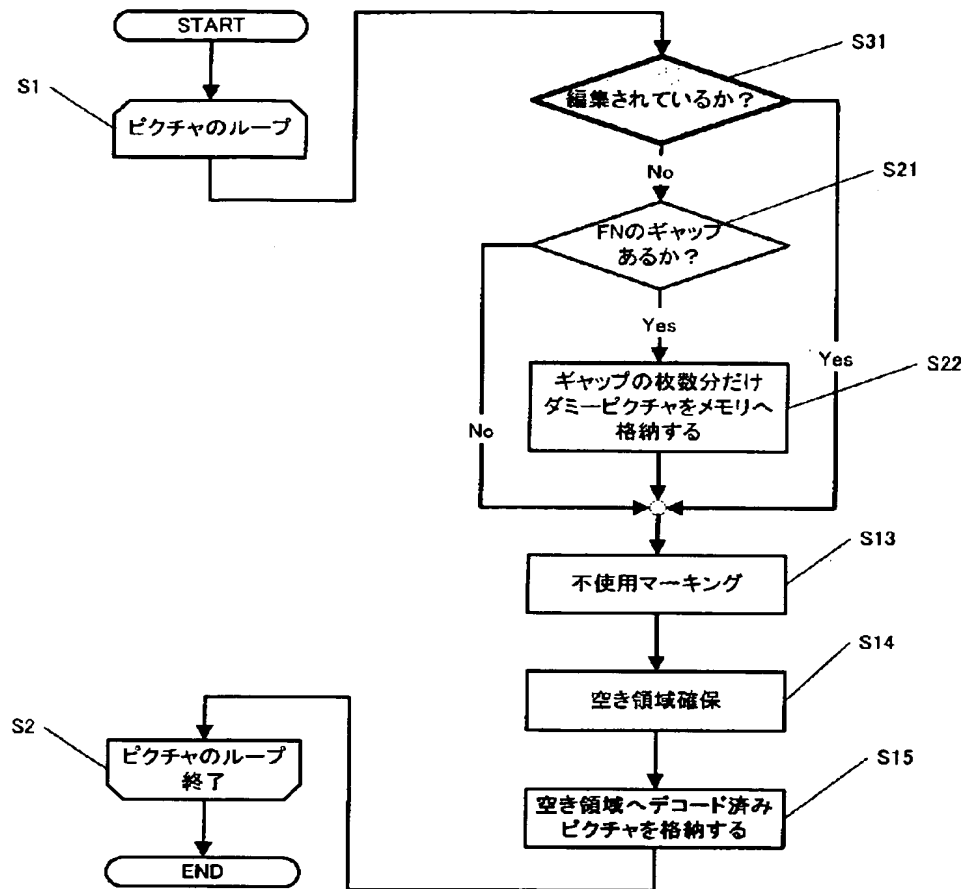 START
S1
ピクチャのループ
S31
編集されているか？
No
S21
FNのギャップ
あるか？
Yes
Yes
S22
ギャップの枚数分だけ
ダミーピクチャをメモリへ
格納する
No
S13
不使用マーキング
S14
空き領域確保
S2
ピクチャのループ
終了
S15
空き領域へデコード済み
ピクチャを格納する
END